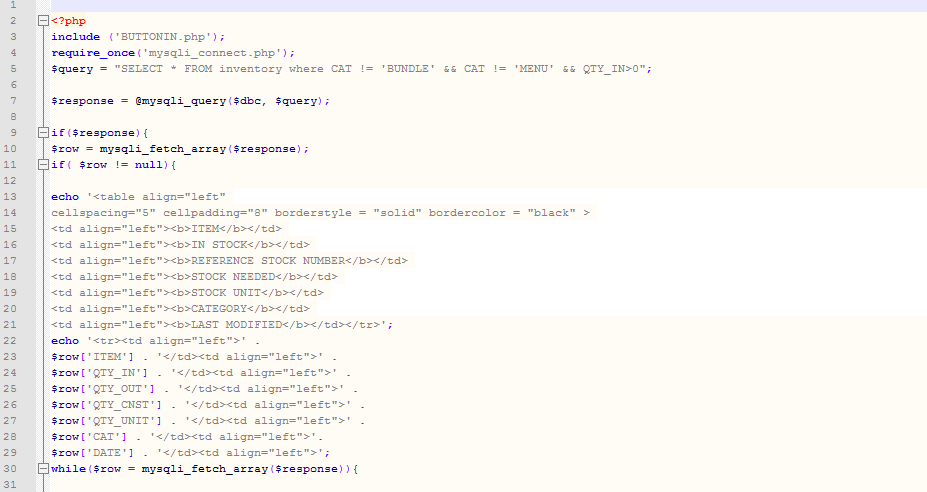 1
2 <?php
3 include ('BUTTONIN.php');
4 require_once('mysqli_connect.php');
5 $query = "SELECT * FROM inventory where CAT != 'BUNDLE' && CAT != 'MENU' && QTY_IN>0";
6
7 $response = @mysqli_query($dbc, $query);
8
9 if($response){
10 $row = mysqli_fetch_array($response);
11 if( $row != null){
12
13 echo '<table align="left"
14 cellspacing="5" cellpadding="8" borderstyle = "solid" bordercolor = "black" >
15 <td align="left"><b>ITEM</b></td>
16 <td align="left"><b>IN STOCK</b></td>
17 <td align="left"><b>REFERENCE STOCK NUMBER</b></td>
18 <td align="left"><b>STOCK NEEDED</b></td>
19 <td align="left"><b>STOCK UNIT</b></td>
20 <td align="left"><b>CATEGORY</b></td>
21 <td align="left"><b>LAST MODIFIED</b></td></tr>';
22 echo '<tr><td align="left">' .
23 $row['ITEM'] . '</td><td align="left">' .
24 $row['QTY_IN'] . '</td><td align="left">' .
25 $row['QTY_OUT'] . '</td><td align="left">' .
26 $row['QTY_CNST'] . '</td><td align="left">' .
27 $row['QTY_UNIT'] . '</td><td align="left">' .
28 $row['CAT'] . '</td><td align="left">'.
29 $row['DATE'] . '</td><td align="left">';
30 while($row = mysqli_fetch_array($response)){
31